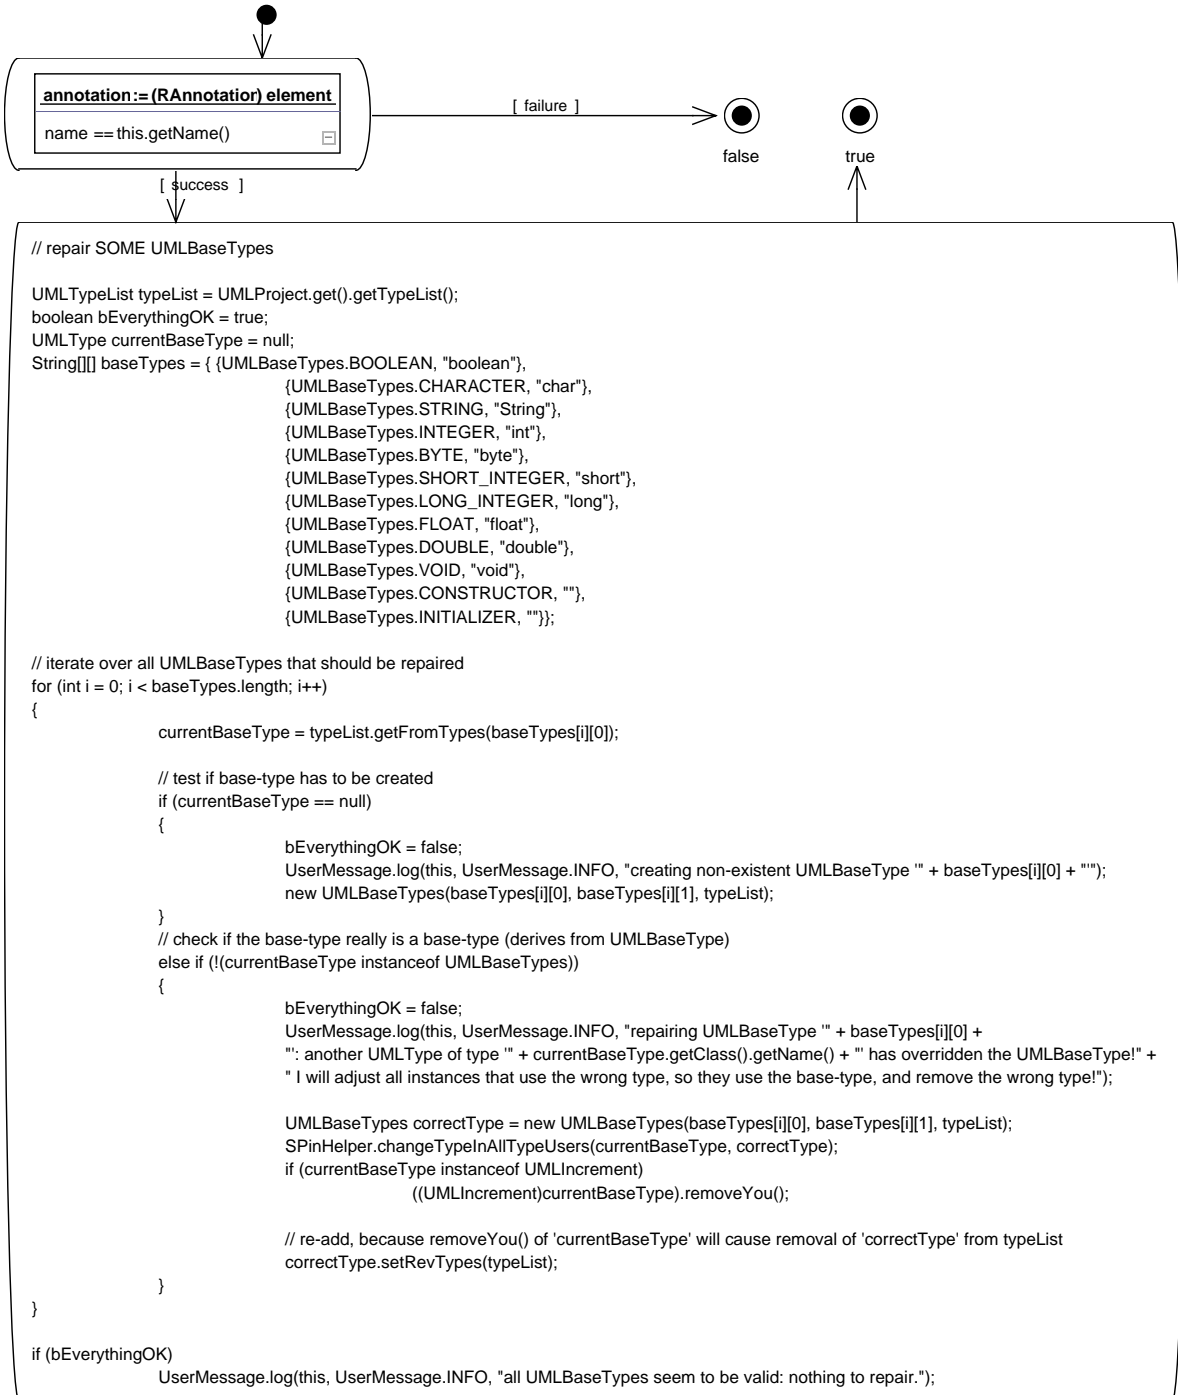 annotation:= (RAnnotation) element
name == this.getName()
[ failure ]
false
true
[ success ]
// repair SOME UMLBaseTypes
UMLTypeList typeList = UMLProject.get().getTypeList();
boolean bEverythingOK = true;
UMLType currentBaseType = null;
String[][] baseTypes = { {UMLBaseTypes.BOOLEAN, "boolean"},
{UMLBaseTypes.CHARACTER, "char"},
{UMLBaseTypes.STRING, "String"},
{UMLBaseTypes.INTEGER, "int"},
{UMLBaseTypes.BYTE, "byte"},
{UMLBaseTypes.SHORT_INTEGER, "short"},
{UMLBaseTypes.LONG_INTEGER, "long"},
{UMLBaseTypes.FLOAT, "float"},
{UMLBaseTypes.DOUBLE, "double"},
{UMLBaseTypes.VOID, "void"},
{UMLBaseTypes.CONSTRUCTOR, ""},
{UMLBaseTypes.INITIALIZER, ""}};
// iterate over all UMLBaseTypes that should be repaired
for (int i = 0; i < baseTypes.length; i++)
{
currentBaseType = typeList.getFromTypes(baseTypes[i][0]);
// test if base-type has to be created
if (currentBaseType == null)
{
bEverythingOK = false;
UserMessage.log(this, UserMessage.INFO, "creating non-existent UMLBaseType '" + baseTypes[i][0] + "'");
new UMLBaseTypes(baseTypes[i][0], baseTypes[i][1], typeList);
}
// check if the base-type really is a base-type (derives from UMLBaseType)
else if (!(currentBaseType instanceof UMLBaseTypes))
{
bEverythingOK = false;
UserMessage.log(this, UserMessage.INFO, "repairing UMLBaseType '" + baseTypes[i][0] +
"': another UMLType of type '" + currentBaseType.getClass().getName() + "' has overridden the UMLBaseType!" +
" I will adjust all instances that use the wrong type, so they use the base-type, and remove the wrong type!");
UMLBaseTypes correctType = new UMLBaseTypes(baseTypes[i][0], baseTypes[i][1], typeList);
SPinHelper.changeTypeInAllTypeUsers(currentBaseType, correctType);
if (currentBaseType instanceof UMLIncrement)
((UMLIncrement)currentBaseType).removeYou();
// re-add, because removeYou() of 'currentBaseType' will cause removal of 'correctType' from typeList
correctType.setRevTypes(typeList);
}
}
if (bEverythingOK)
UserMessage.log(this, UserMessage.INFO, "all UMLBaseTypes seem to be valid: nothing to repair.");